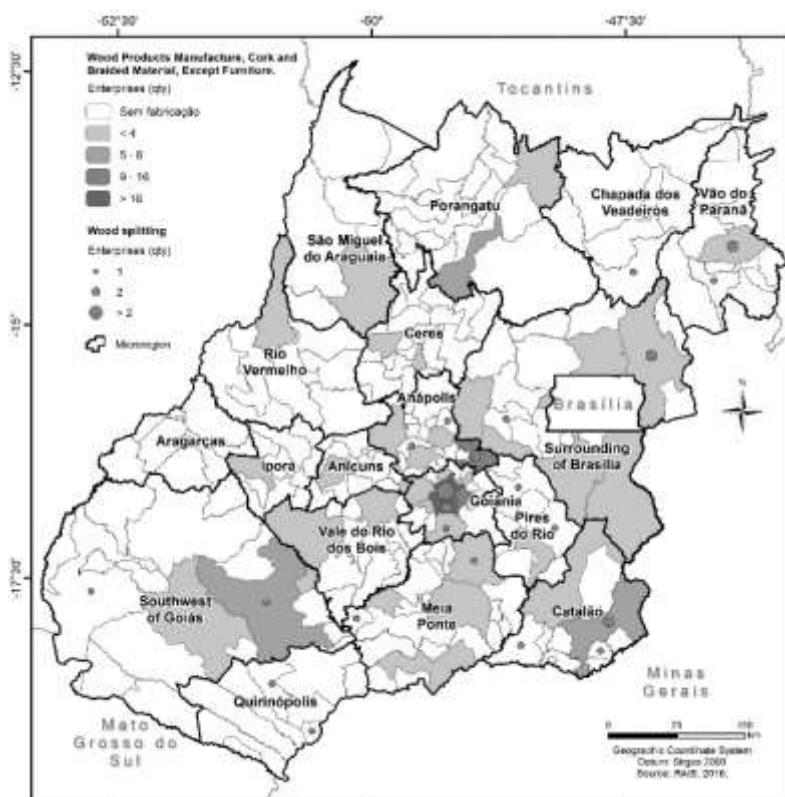 -52°30'
-50°
-47°30'
-12°30'
-15°
-17°30'
Wood Products Manufacture, Cork and
Braided Material, Except Furniture.
Enterprises (qty)
Sem fabricação
< 4
5 - 8
9 - 16
> 16
Wood splitting
Enterprises (qty)
1
2
> 2
Microregion
Tocantins
Porangatu
Chapada dos
Veadeiros
Vão do
Paranã
São Miguel
do Araguaia
Rio
Vermelho
Ceres
Anápolis
Brasília
N
Aragarças
Iporá
Anicuns
Surrounding
of Brasília
Goiânia
Vale do Rio
dos Bois
Pires
do Rio
Southwest
of Goiás
Meia
Ponte
Catalão
Quirinópolis
Minas
Gerais
Mato
Grosso do
Sul
0
75
150
km
Geographic Coordinate System
Source: RAIS, 2016.